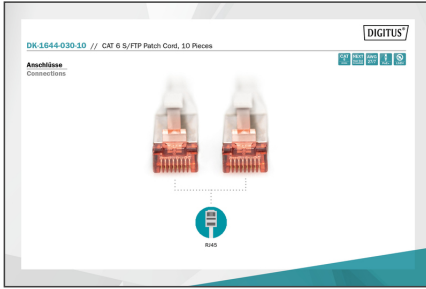 DIGITUS®
DK-1644-030-10 // CAT 6 S/FTP Patch Cord, 10 Pieces
Anschlüsse
Connections
RJ45